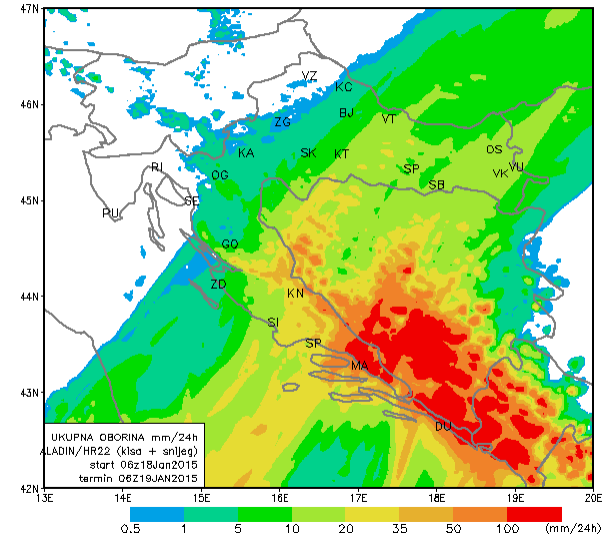 47N
46N
45N
44N
43N
42N
VZ
KC
ZG
BJ
VT
KA
SK
KT
OS
RI
OG
SP
SB
VK
VU
PU
SE
GO
ZD
KN
SI
SP
MA
DU
UKUPNA OBORINA mm/24h
ALADIN/HR22 (kisa + snijeg)
start 06z18Jan2015
termin 06Z19JAN2015
13E 14E 15E 16E 17E 18E 19E 20E
0.5 1 5 10 20 35 50 100 (mm/24h)